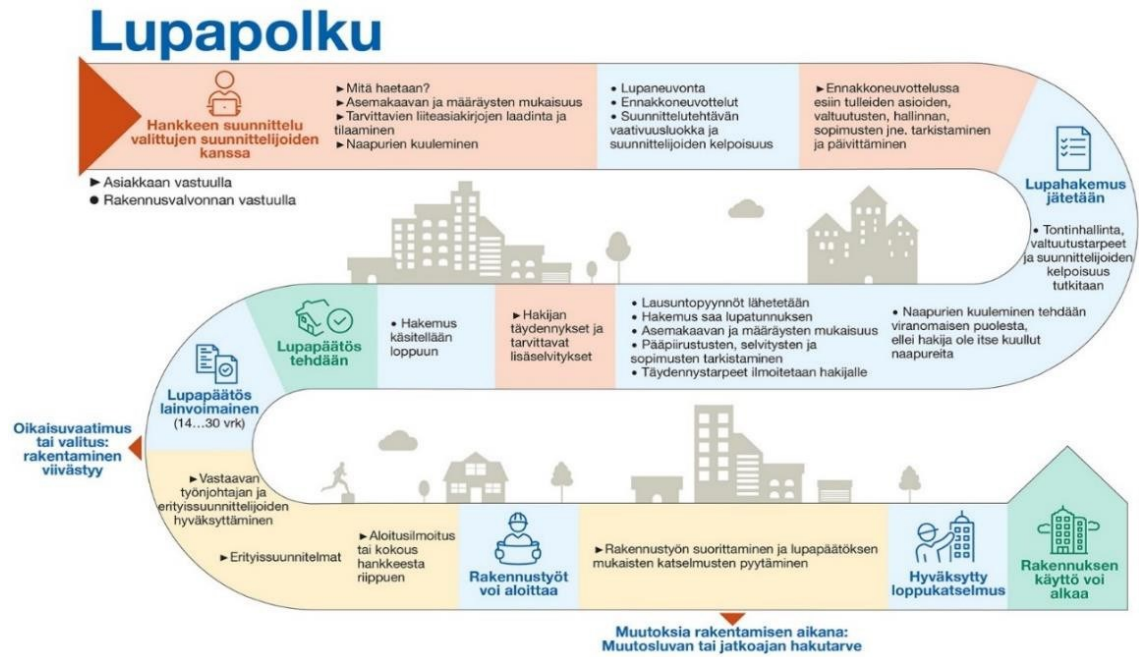 Lupapolku
Hankkeen suunnittelu
valittujen suunnittelijoiden
kanssa
►Mitä haetaan?
►Asemakaavan ja määräysten mukaisuus
►Tarvittavien liiteasiakirjojen laadinta ja
tilaaminen
►Naapurien kuuleminen
• Lupaneuvonta
• Ennakkoneuvottelut
• Suunnittelutehtävän
vaativuusluokka ja
suunnittelijoiden kelpoisuus
►Ennakkoneuvottelussa
esiin tulleiden asioiden,
valtuutusten, hallinnan,
sopimusten jne. tarkistaminen
ja päivittäminen
► Asiakkaan vastuulla
● Rakennusvalvonnan vastuulla
Lupahakemus
jätetään
• Tontinhallinta,
valtuutustarpeet
ja suunnittelijoiden
kelpoisuus
tutkitaan
• Naapurien kuuleminen tehdään
viranomaisen puolesta,
ellei hakija ole itse kuullut
naapureita
• Lausuntopyynnöt lähetetään
• Hakemus saa lupatunnuksen
• Asemakaavan ja määräysten mukaisuus
• Pääpiirustusten, selvitysten ja
sopimusten tarkistaminen
• Täydennystarpeet ilmoitetaan hakijalle
►Hakijan
täydennykset ja
tarvittavat
lisäselvitykset
• Hakemus
käsitellään
loppuun
Lupapäätös
tehdään
Lupapäätös
lainvoimainen
(14...30 vrk)
Oikaisuvaatimus
tai valitus:
rakentaminen
viivästyy
►Vastaavan
työnjohtajan ja
erityissuunnittelijoiden
hyväksyttäminen
►Erityissuunnitelmat
►Aloitusilmoitus
tai kokous
hankkeesta
riippuen
Rakennustyöt
voi aloittaa
►Rakennustyön suorittaminen ja lupapäätöksen
mukaisten katselmusten pyytäminen
Hyväksytty
loppukatselmus
Rakennuksen
käyttö voi
alkaa
Muutoksia rakentamisen aikana:
Muutosluvan tai jatkoajan hakutarve